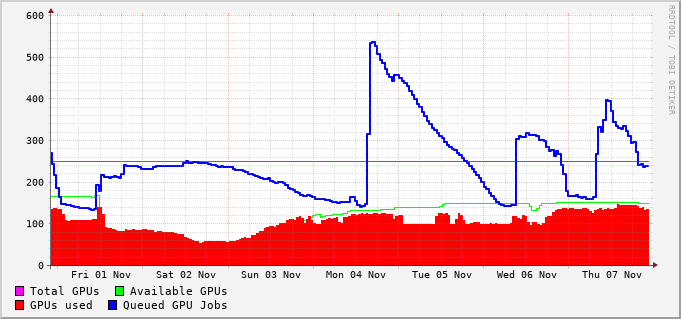 600
500
400
300
200
100
0
Fri 01 Nov Sat 02 Nov Sun 03 Nov Mon 04 Nov Tue 05 Nov Wed 06 Nov Thu 07 Nov
Total GPUs Available GPUs
GPUs used Queued GPU Jobs
RRDTOOL / TOBI OETIKER